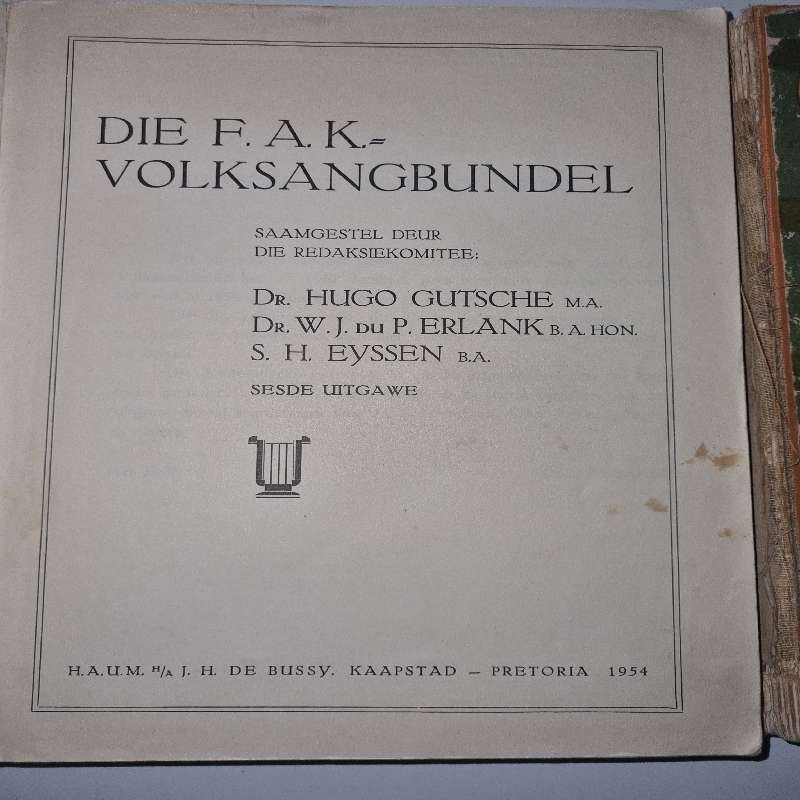 DIE F. A. K.=
VOLKSANGBUNDEL
SAAMGESTEL DEUR
DIE REDAKSIEKOMITEE:
DR. HUGO GUTSCHE M.A.
DR. W. J. DU P. ERLANK B. A. HON.
S. H. EYSSEN B.A.
SESDE UITGAWE
H.A.U.M. H/A J. H. DE BUSSY. KAAPSTAD — PRETORIA 1954